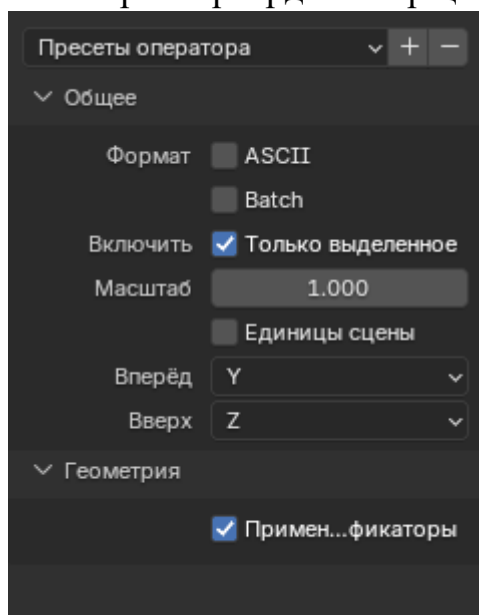 Пресеты оператора
Общее
Формат ASCII
Batch
Включить Только выделенное
Масштаб 1.000
Единицы сцены
Вперёд Y
Вверх Z
Геометрия
Примен...фикаторы